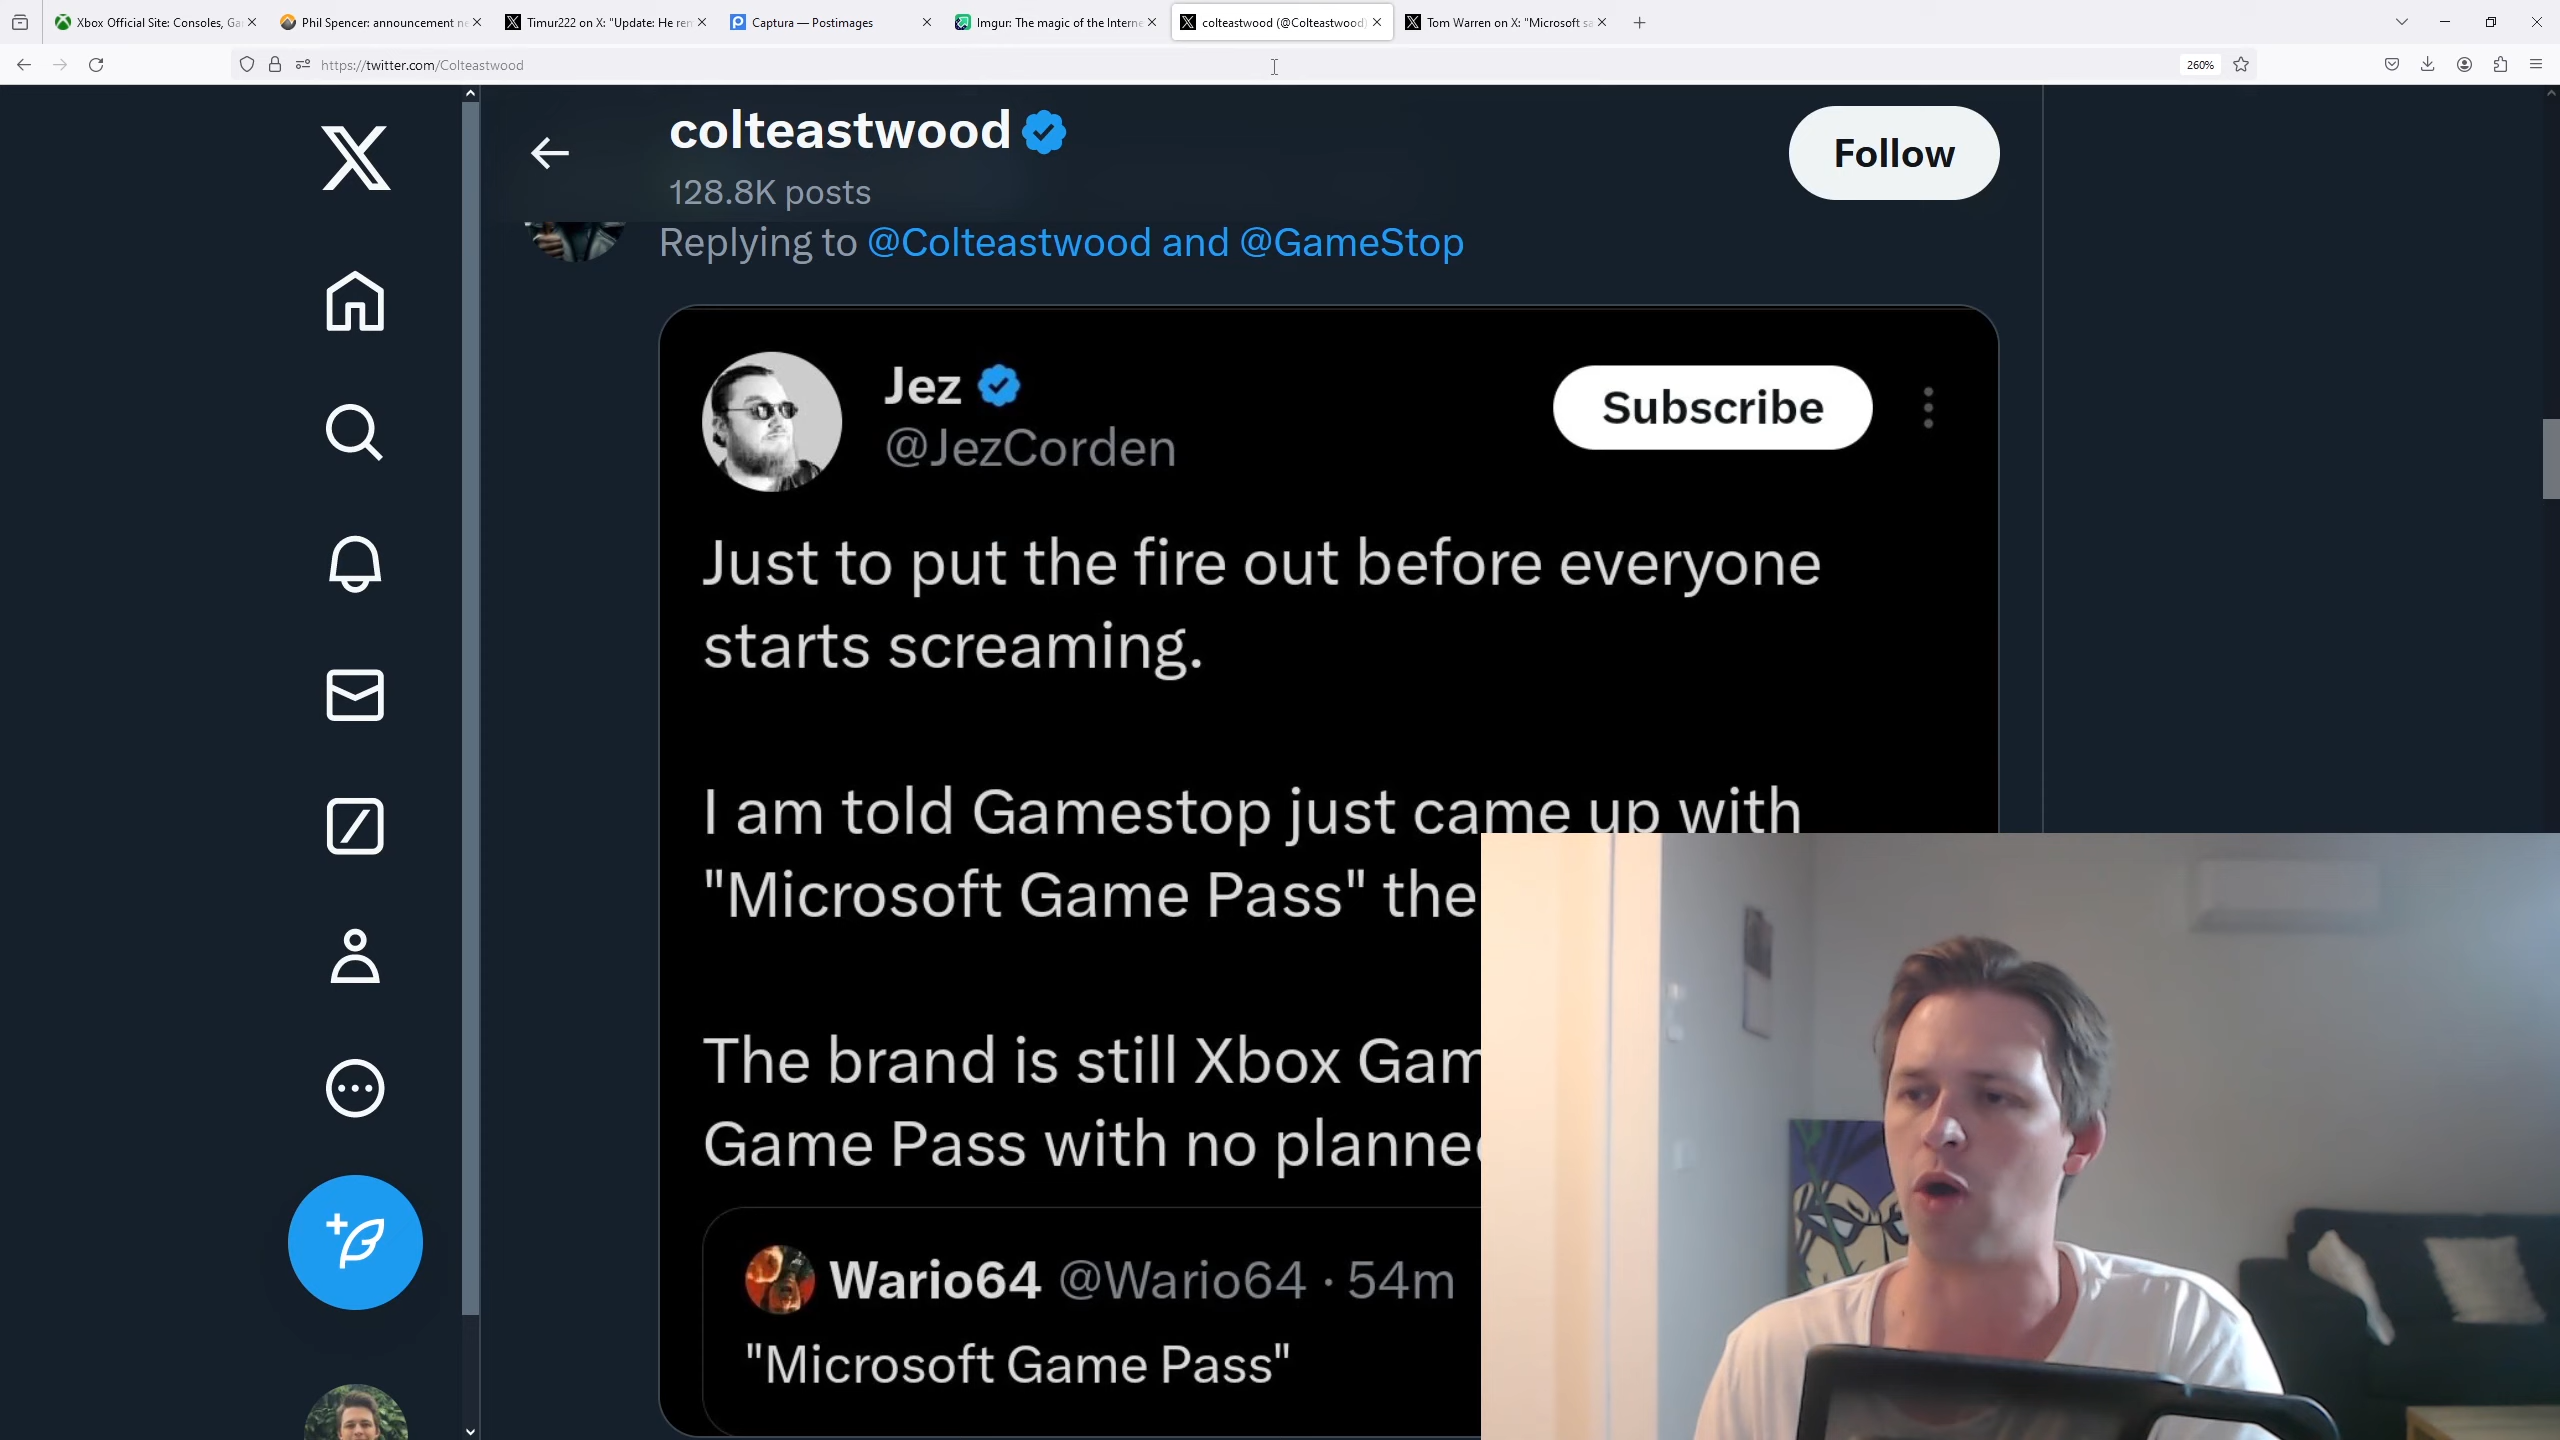 Xbox Official Site: Consoles, Ga
Phil Spencer: announcement ne
Timur222 on X: "Update: He rem
Captura — Postimages
Imgur: The magic of the Interne
colteastwood (@Colteastwood)
Tom Warren on X: "Microsoft sa
https://twitter.com/Colteastwood
260%
colteastwood
128.8K posts
Follow
Replying to @Colteastwood and @GameStop
Jez
@JezCorden
Subscribe
Just to put the fire out before everyone
starts screaming.
I am told Gamestop just came up with
"Microsoft Game Pass" the
The brand is still Xbox Gam
Game Pass with no planne
Wario64 @Wario64 · 54m
"Microsoft Game Pass"